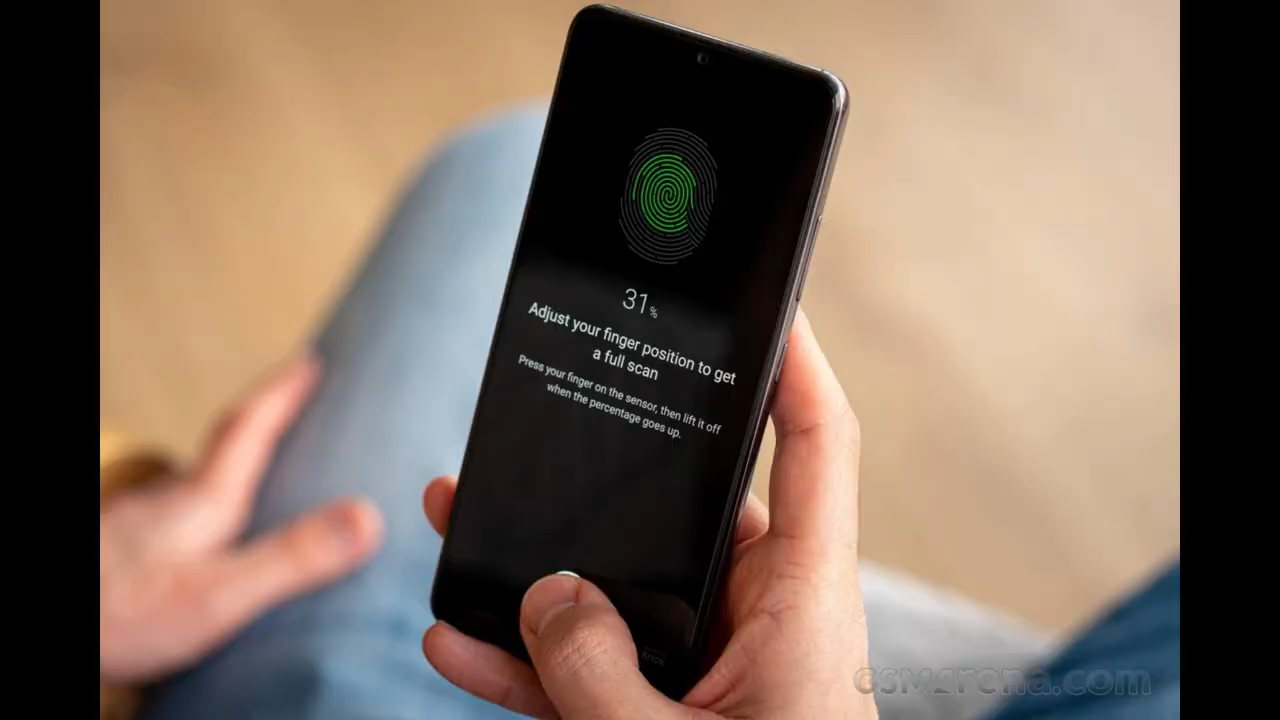 31%
Adjust your finger position to get
a full scan
Press your finger on the sensor, then lift it off
when the percentage goes up.
Knox
GSMArena.com